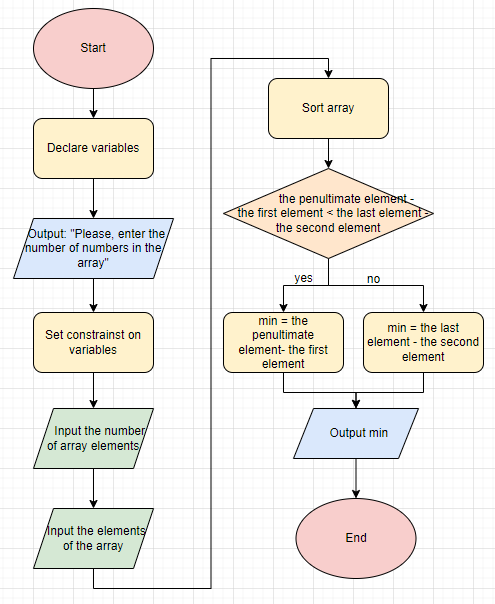 Start
Declare variables
Output: "Please, enter the
number of numbers in the
array"
Set constrainst on
variables
Input the number
of array elements
Input the elements
of the array
Sort array
the penultimate element -
the first element < the last element -
the second element
yes
no
min = the
penultimate
element- the first
element
min = the last
element - the second
element
Output min
End